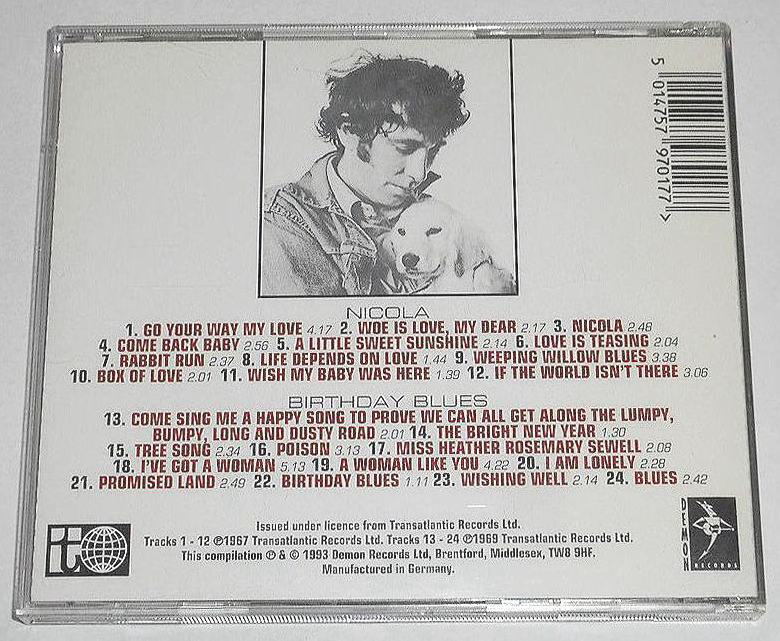 5 014757 970177 >
NICOLA
1. GO YOUR WAY MY LOVE 4.17 2. WOE IS LOVE, MY DEAR 2.17 3. NICOLA 2.48
4. COME BACK BABY 2.56 5. A LITTLE SWEET SUNSHINE 2.14 6. LOVE IS TEASING 2.04
7. RABBIT RUN 2.37 8. LIFE DEPENDS ON LOVE 1.44 9. WEEPING WILLOW BLUES 3.38
10. BOX OF LOVE 2.01 11. WISH MY BABY WAS HERE 1.39 12. IF THE WORLD ISN'T THERE 3.06
BIRTHDAY BLUES
13. COME SING ME A HAPPY SONG TO PROVE WE CAN ALL GET ALONG THE LUMPY,
BUMPY, LONG AND DUSTY ROAD 2.01 14. THE BRIGHT NEW YEAR 1.30
15. TREE SONG 2.34 16. POISON 3.13 17. MISS HEATHER ROSEMARY SEWELL 2.08
18. I'VE GOT A WOMAN 5.13 19. A WOMAN LIKE YOU 4.22 20. I AM LONELY 2.28
21. PROMISED LAND 2.49 22. BIRTHDAY BLUES 1.11 23. WISHING WELL 2.14 24. BLUES 2.42
it
Issued under licence from Transatlantic Records Ltd.
Tracks 1 - 12 ℗1967 Transatlantic Records Ltd. Tracks 13 - 24 ℗1969 Transatlantic Records Ltd.
This compilation ℗ & © 1993 Demon Records Ltd, Brentford, Middlesex, TW8 9HF.
Manufactured in Germany.
DEMON
RECORDS